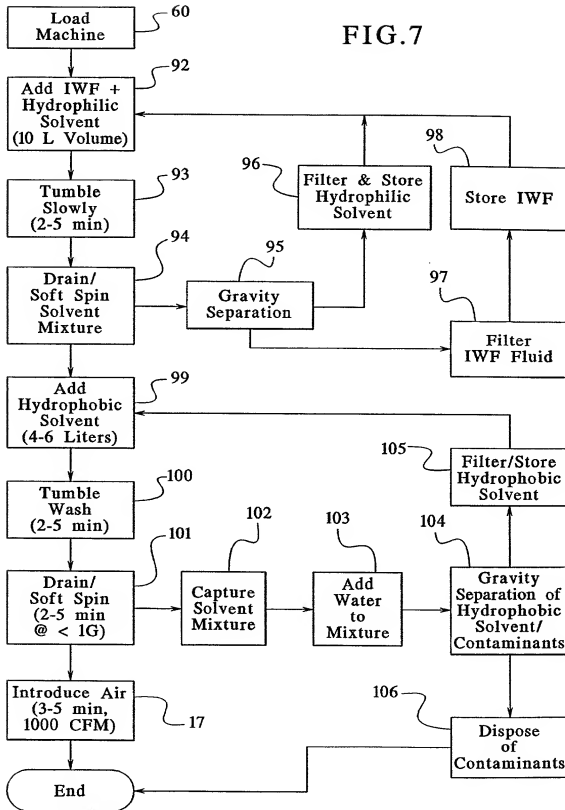 FIG.7
Load
Machine
60
Add IWF +
Hydrophilic
Solvent
(10 L Volume)
92
Tumble
Slowly
(2-5 min)
93
Drain/
Soft Spin
Solvent
Mixture
94
Gravity
Separation
95
Filter & Store
Hydrophilic
Solvent
96
Filter
IWF Fluid
97
Store IWF
98
Add
Hydrophobic
Solvent
(4-6 Liters)
99
Tumble
Wash
(2-5 min)
100
Drain/
Soft Spin
(2-5 min
@ < 1G)
101
Capture
Solvent
Mixture
102
Add
Water
to
Mixture
103
Gravity
Separation of
Hydrophobic
Solvent/
Contaminants
104
Filter/Store
Hydrophobic
Solvent
105
Dispose
of
Contaminants
106
Introduce Air
(3-5 min,
1000 CFM)
17
End